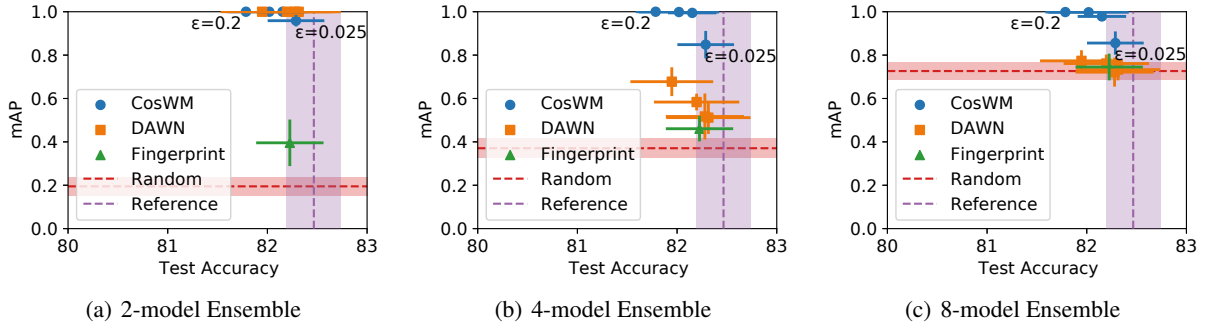 1.0
0.8
0.6
0.4
0.2
0.0
mAP
ε=0.2
ε=0.025
CosWM
DAWN
Fingerprint
Random
Reference
80 81 82 83
Test Accuracy
(a) 2-model Ensemble
1.0
0.8
0.6
0.4
0.2
0.0
mAP
ε=0.2
ε=0.025
CosWM
DAWN
Fingerprint
Random
Reference
80 81 82 83
Test Accuracy
(b) 4-model Ensemble
1.0
0.8
0.6
0.4
0.2
0.0
mAP
ε=0.2
ε=0.025
CosWM
DAWN
Fingerprint
Random
Reference
80 81 82 83
Test Accuracy
(c) 8-model Ensemble